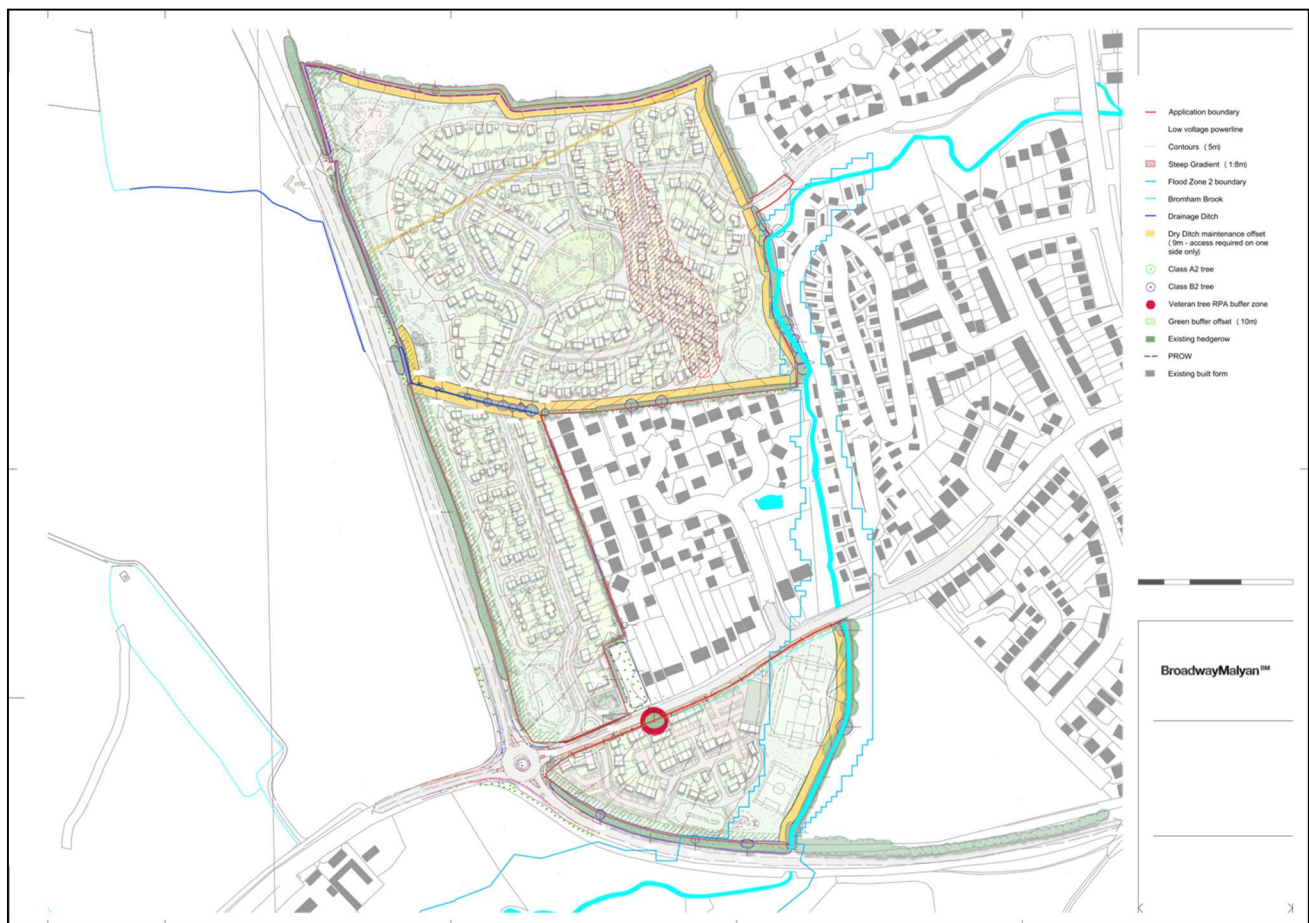 Application boundary
Low voltage powerline
Contours (5m)
Steep Gradient (1:8m)
Flood Zone 2 boundary
Bromham Brook
Drainage Ditch
Dry Ditch maintenance offset
(9m - access required on one
side only)
Class A2 tree
Class B2 tree
Veteran tree RPA buffer zone
Green buffer offset (10m)
Existing hedgerow
PROW
Existing built form
BroadwayMalyan BM